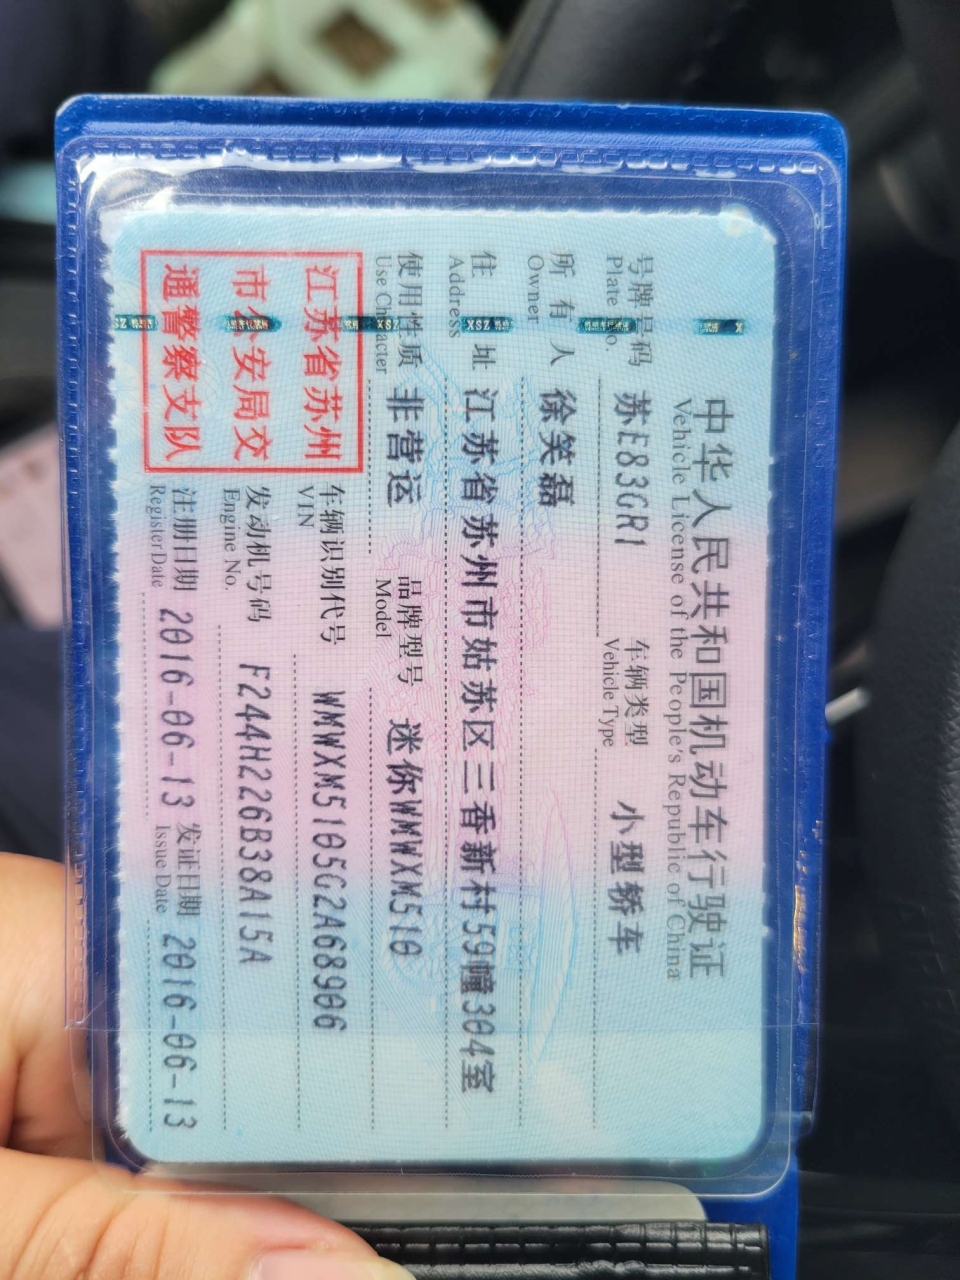 中华人民共和国机动车行驶证
Vehicle License of the People's Republic of China
号牌号码 苏E83GR1 车辆类型 小型轿车
Plate No. Vehicle Type
所有人 徐笑磊
Owner
住址 江苏省苏州市姑苏区三香新村59幢304室
Address
使用性质 非营运 品牌型号 迷你WMWXM510
Use Character Model
江苏省苏州
市公安局交
通警察支队
车辆识别代号 WMWXM5105G2A68906
VIN
发动机号码 F244H226B38A15A
Engine No.
注册日期 2016-06-13 发证日期 2016-06-13
Register Date Issue Date